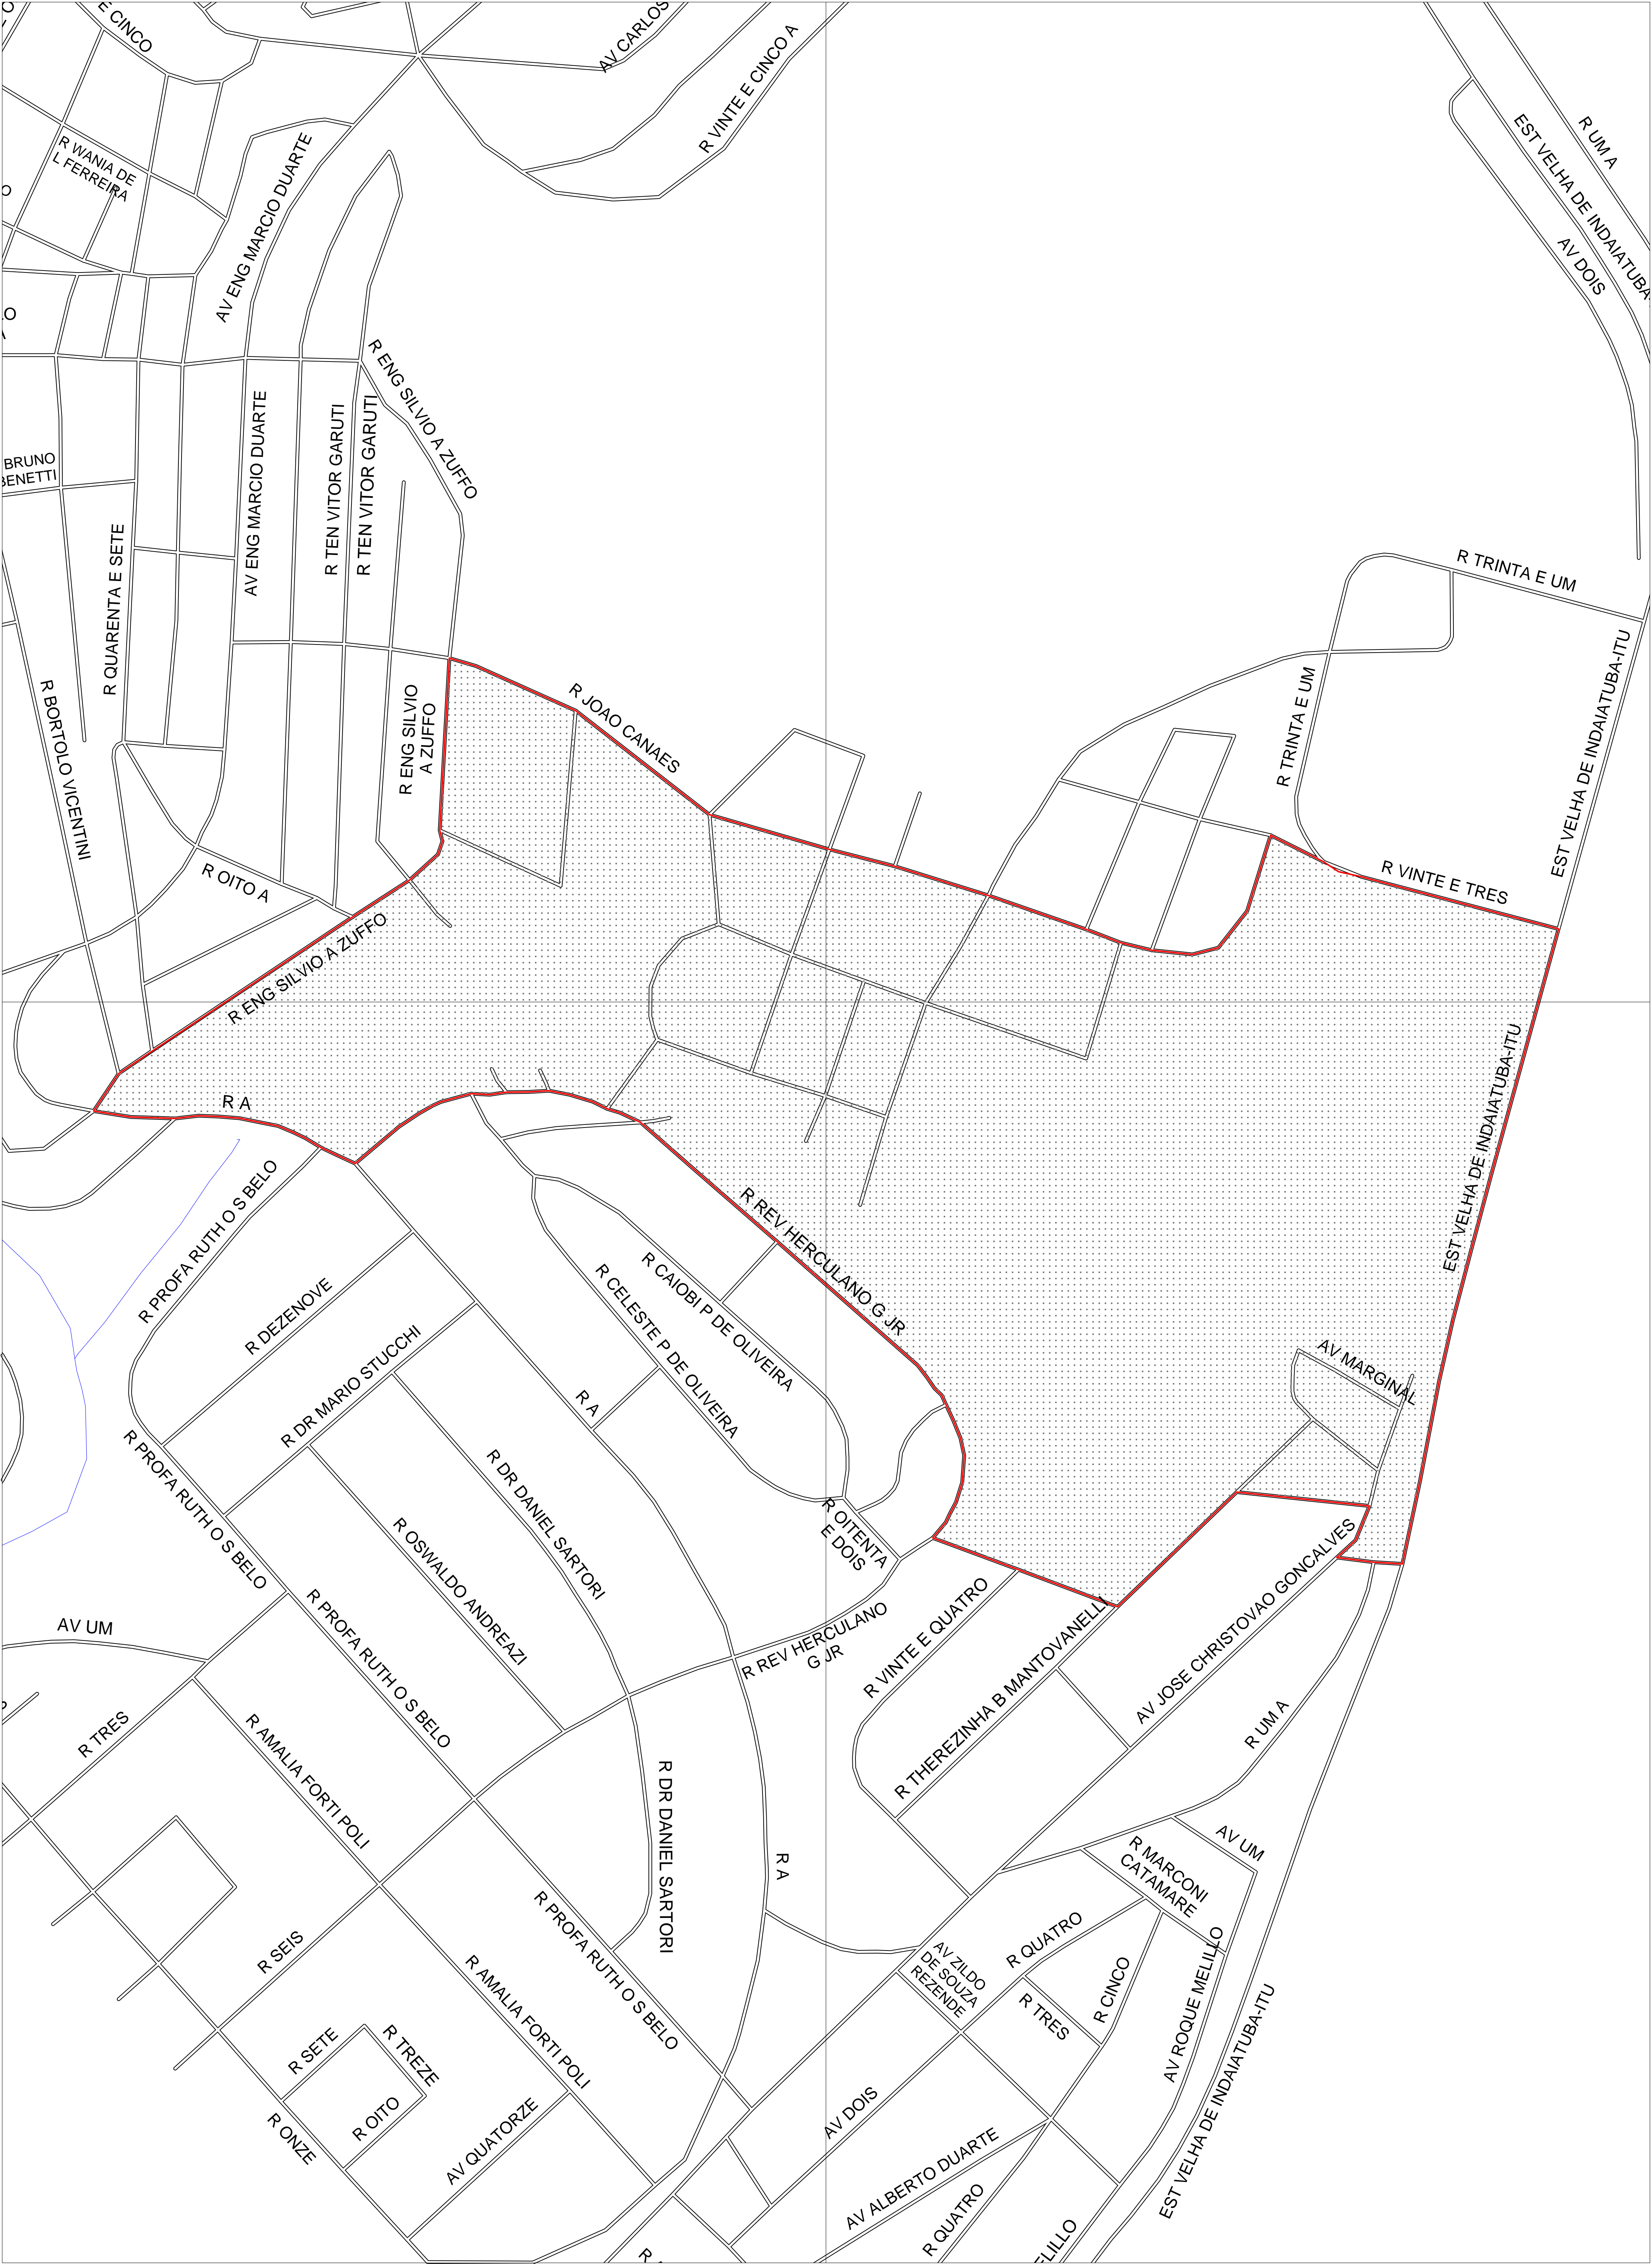 E CINCO
AV CARLOS
R VINTE E CINCO A
R WANIA DE
L FERREIRA
AV ENG MARCIO DUARTE
R UM A
EST VELHA DE INDAIATUBA
AV DOIS
R ENG SILVIO A ZUFFO
BRUNO
BENETTI
R QUARENTA E SETE
AV ENG MARCIO DUARTE
R TEN VITOR GARUTI
R TEN VITOR GARUTI
R TRINTA E UM
R BORTOLO VICENTINI
R ENG SILVIO
A ZUFFO
R JOAO CANAES
R TRINTA E UM
EST VELHA DE INDAIATUBA-ITU
R OITO A
R VINTE E TRES
R ENG SILVIO A ZUFFO
R A
EST VELHA DE INDAIATUBA-ITU
R PROFA RUTH O S BELO
R REV HERCULANO G JR
R DEZENOVE
R CELESTE P DE OLIVEIRA
R CAIOBI P DE OLIVEIRA
R DR MARIO STUCCHI
AV MARGINAL
R A
R PROFA RUTH O S BELO
R DR DANIEL SARTORI
R OSWALDO ANDREAZI
R OITENTA
E DOIS
AV JOSE CHRISTOVAO GONCALVES
R VINTE E QUATRO
R THEREZINHA B MANTOVANELLI
AV UM
R PROFA RUTH O S BELO
R REV HERCULANO
G JR
R TRES
R AMALIA FORTI POLI
R UM A
R DR DANIEL SARTORI
R A
AV UM
R MARCONI
CATAMARE
R SEIS
R PROFA RUTH O S BELO
AV ZILDO
DE SOUZA
REZENDE
R QUATRO
R TRES
R CINCO
AV ROQUE MELILLO
R AMALIA FORTI POLI
EST VELHA DE INDAIATUBA-ITU
R SETE
R TREZE
R OITO
R ONZE
AV QUATORZE
AV DOIS
AV ALBERTO DUARTE
R QUATRO
ELILLO